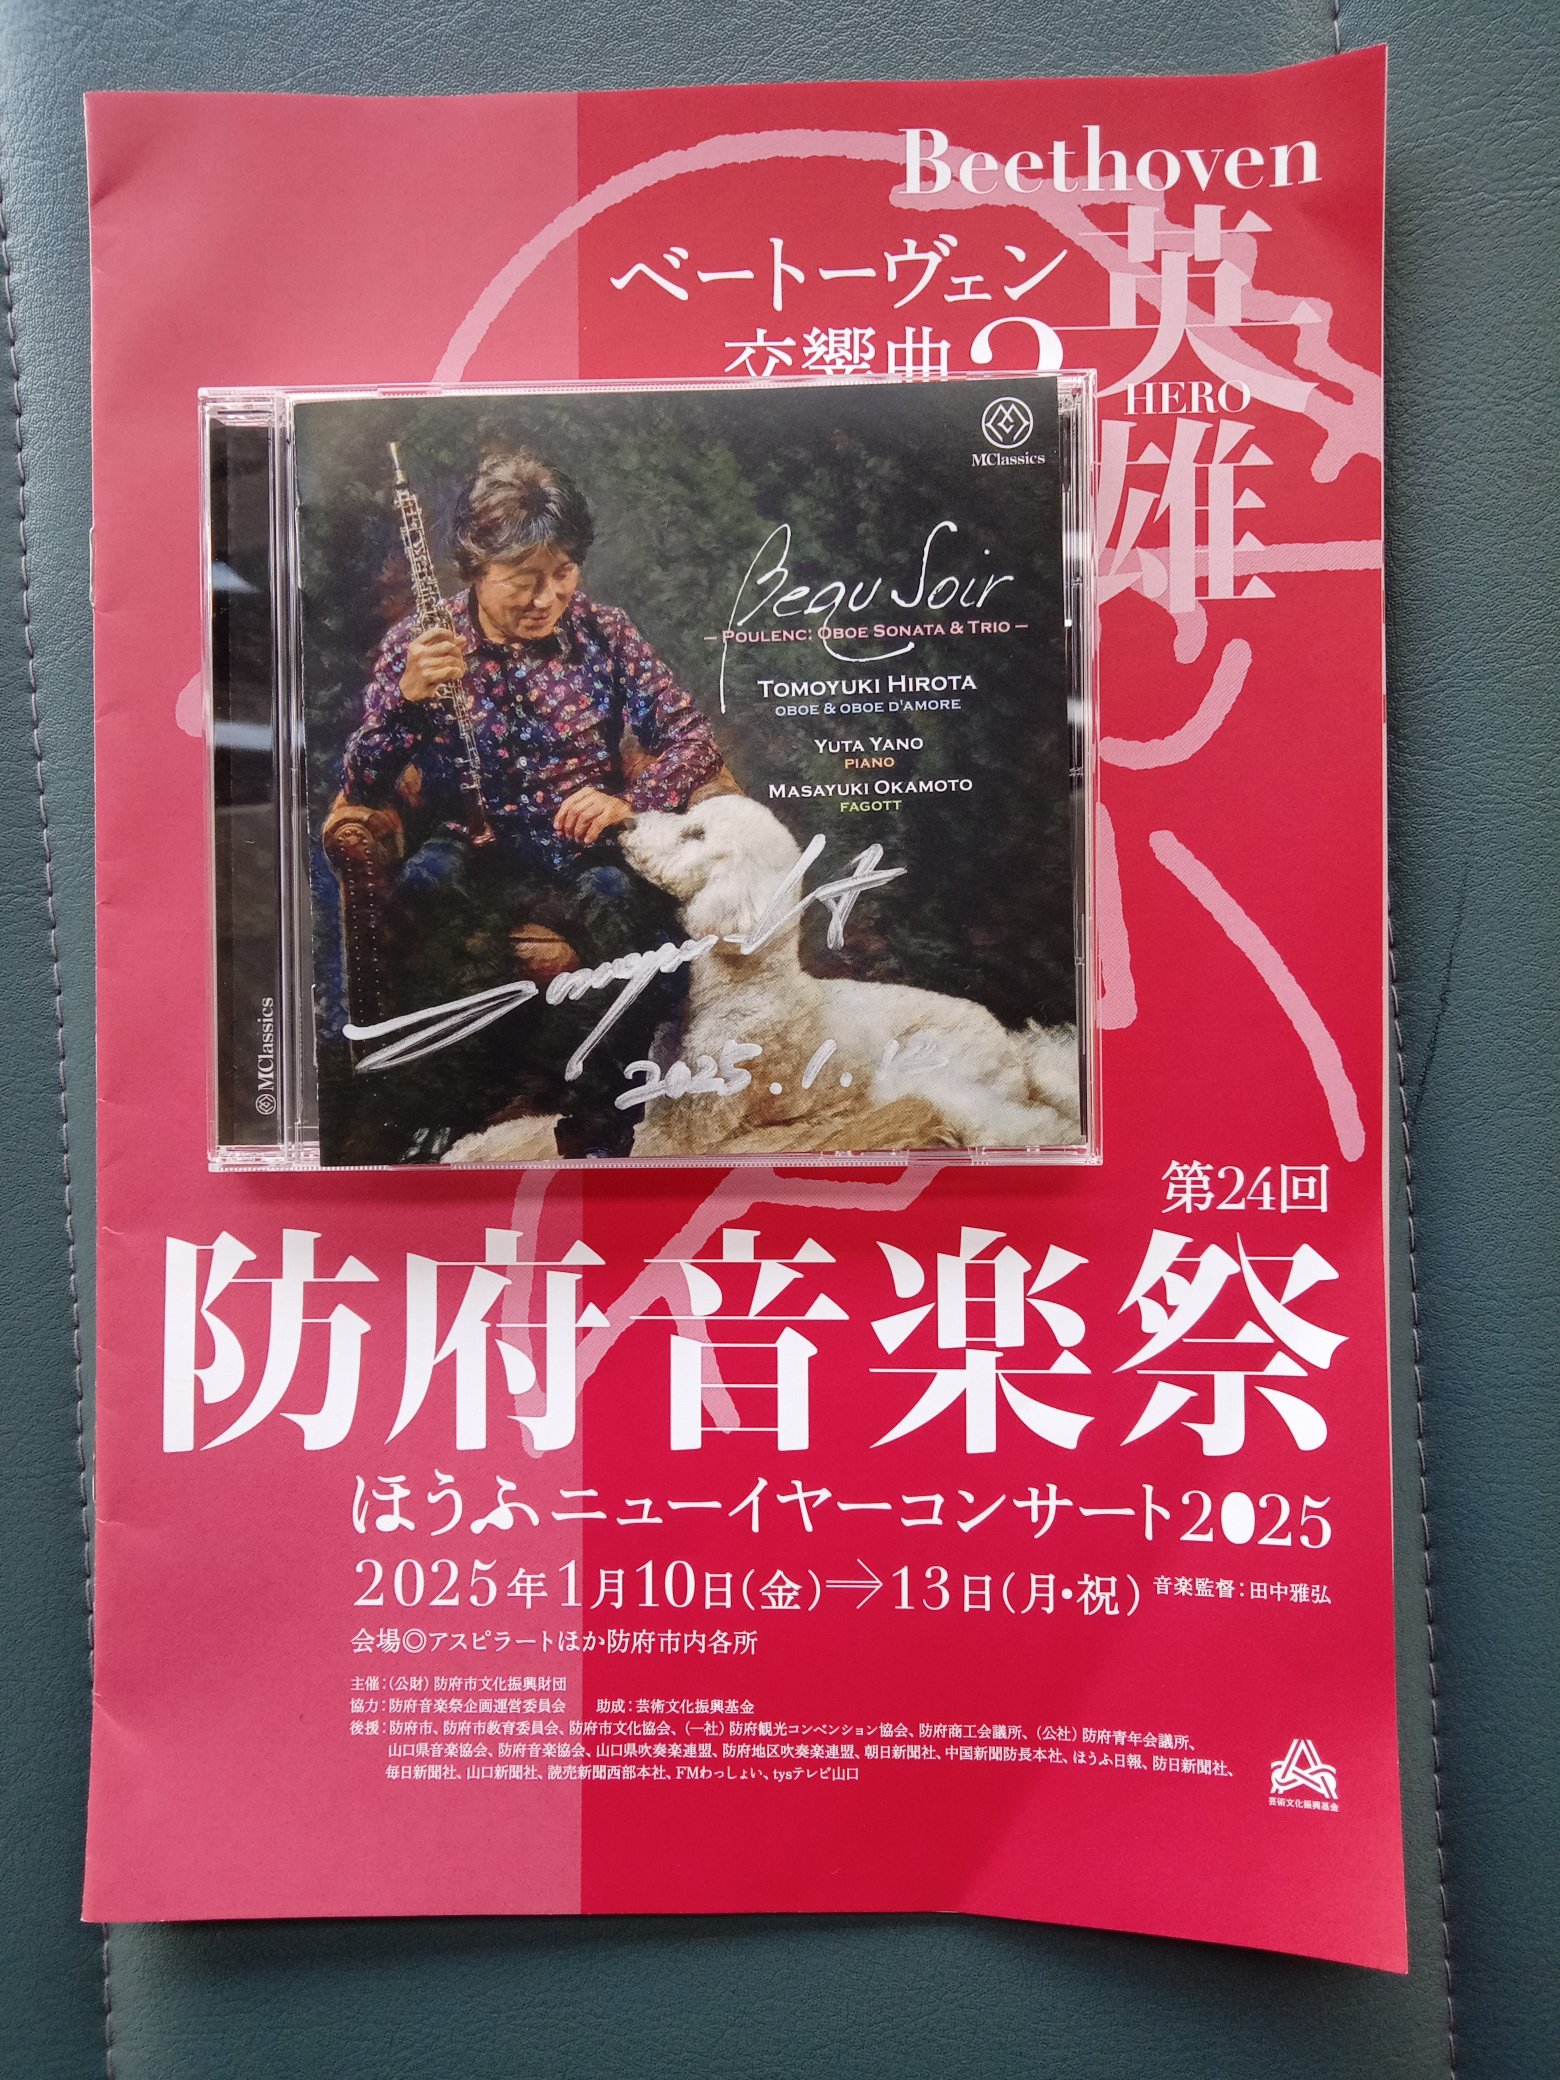 Beethoven
英雄
HERO
ベートーヴェン
交響曲
MClassics
Beau Soir
– POULENC: OBOE SONATA & TRIO –
TOMOYUKI HIROTA
OBOE & OBOE D'AMORE
YUTA YANO
PIANO
MASAYUKI OKAMOTO
FAGOTT
2025.1.12
MClassics
第24回
防府音楽祭
ほうふニューイヤーコンサート2025
2025年1月10日(金)⇒13日(月・祝) 音楽監督:田中雅弘
会場◎アスピラートほか防府市内各所
主催:(公財)防府市文化振興財団
協力:防府音楽祭企画運営委員会 助成:芸術文化振興基金
後援:防府市、防府市教育委員会、防府市文化協会、(一社)防府観光コンベンション協会、防府商工会議所、(公社)防府青年会議所、
山口県音楽協会、防府音楽協会、山口県吹奏楽連盟、防府地区吹奏楽連盟、朝日新聞社、中国新聞防長本社、ほうふ日報、防日新聞社、
毎日新聞社、山口新聞社、読売新聞西部本社、FMわっしょい、tysテレビ山口
芸術文化振興基金